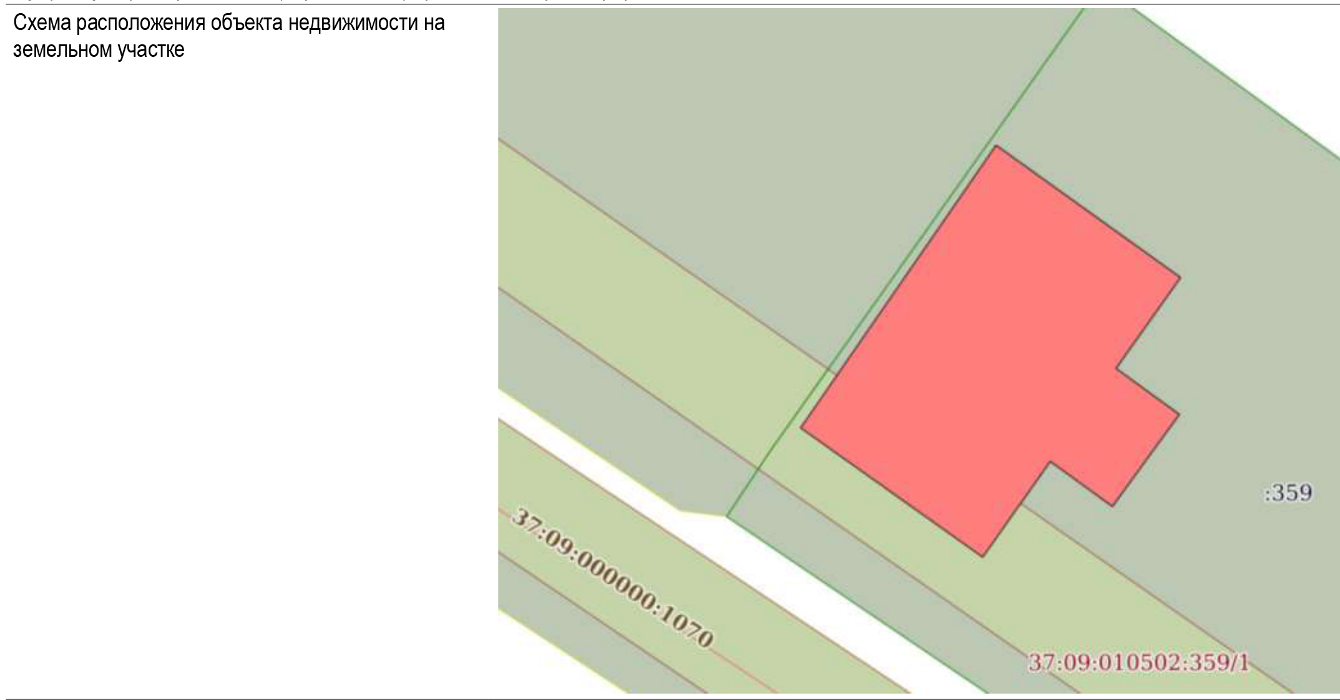 Схема расположения объекта недвижимости на
земельном участке
:359
37:09:000000:1070
37:09:010502:359/1